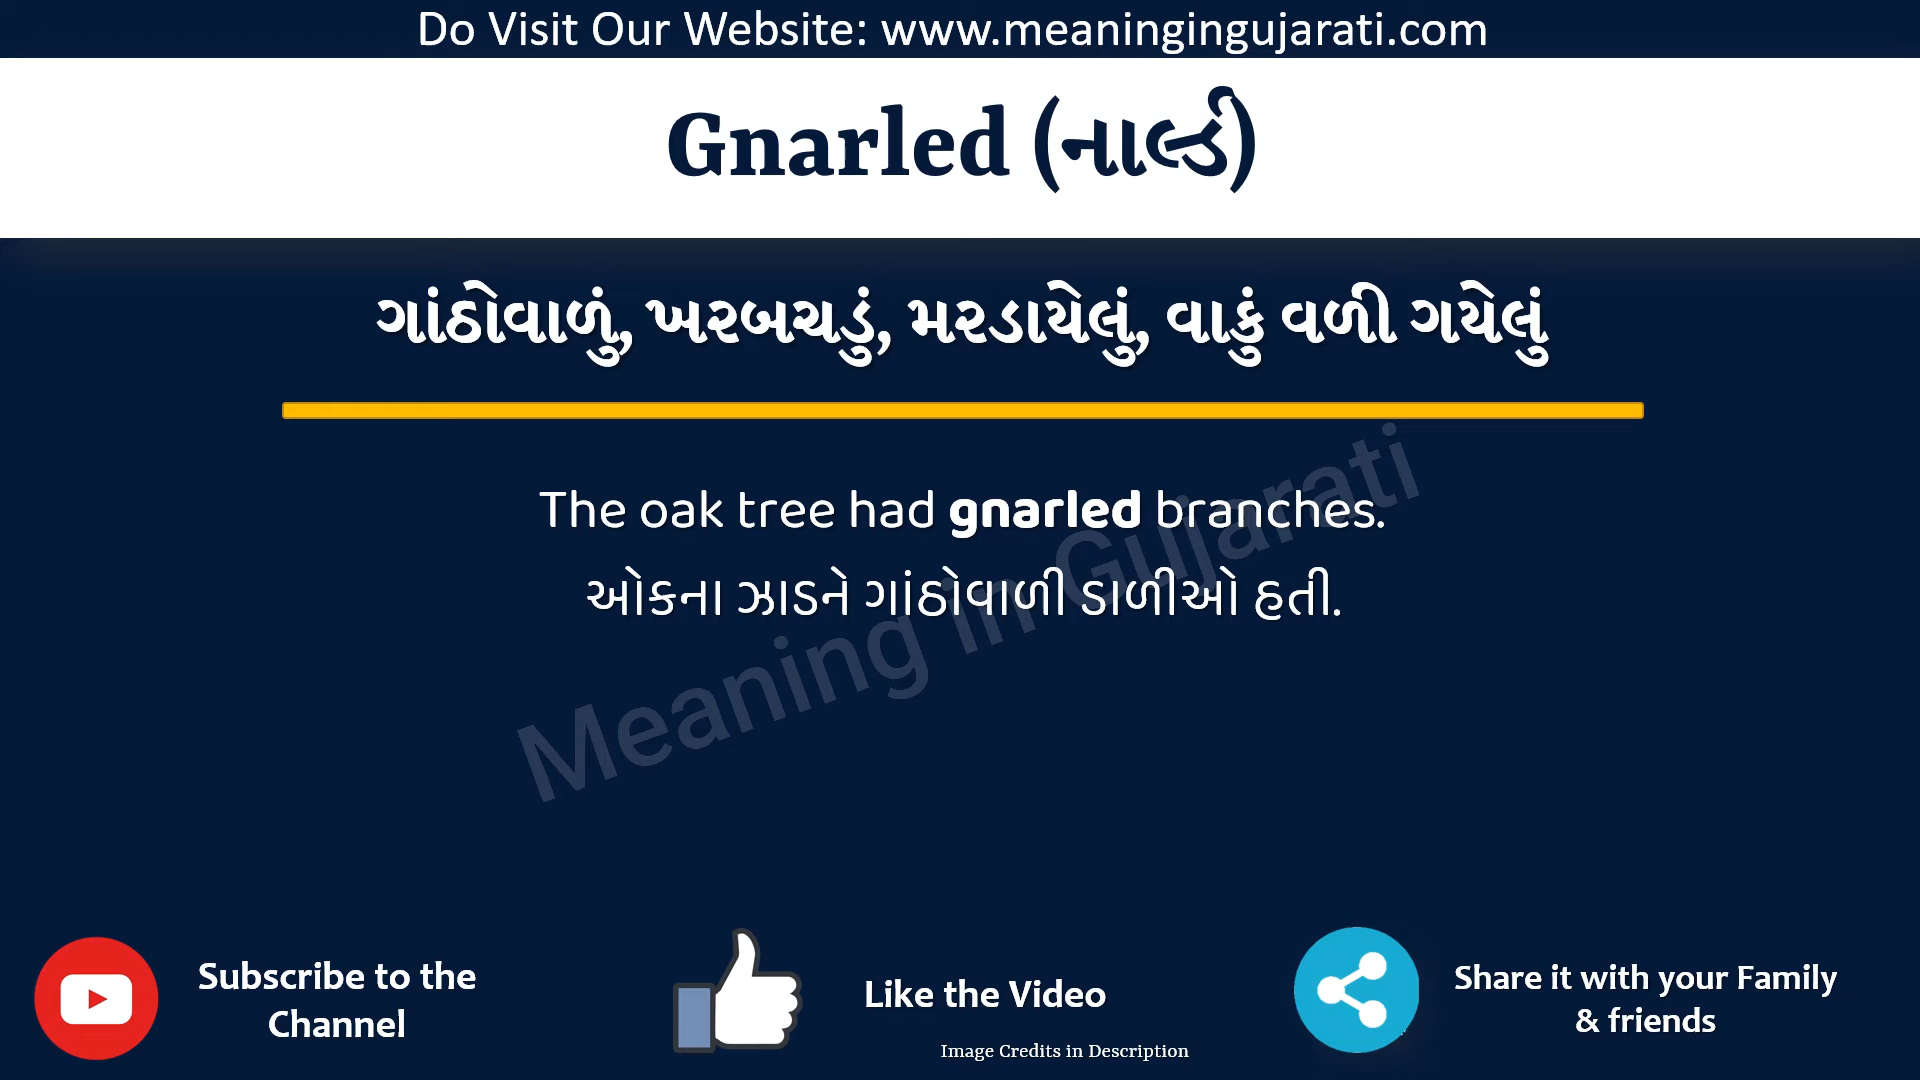 Do Visit Our Website: www.meaningingujarati.com
Gnarled (નાર્લ્ડ)
ગાંઠોવાળું, ખરબચડું, મરડાયેલું, વાકું વળી ગયેલું
The oak tree had gnarled branches.
ઓકના ઝાડને ગાંઠોવાળી ડાળીઓ હતી.
Meaning in Gujarati
Subscribe to the
Channel
Like the Video
Share it with your Family
& friends
Image Credits in Description